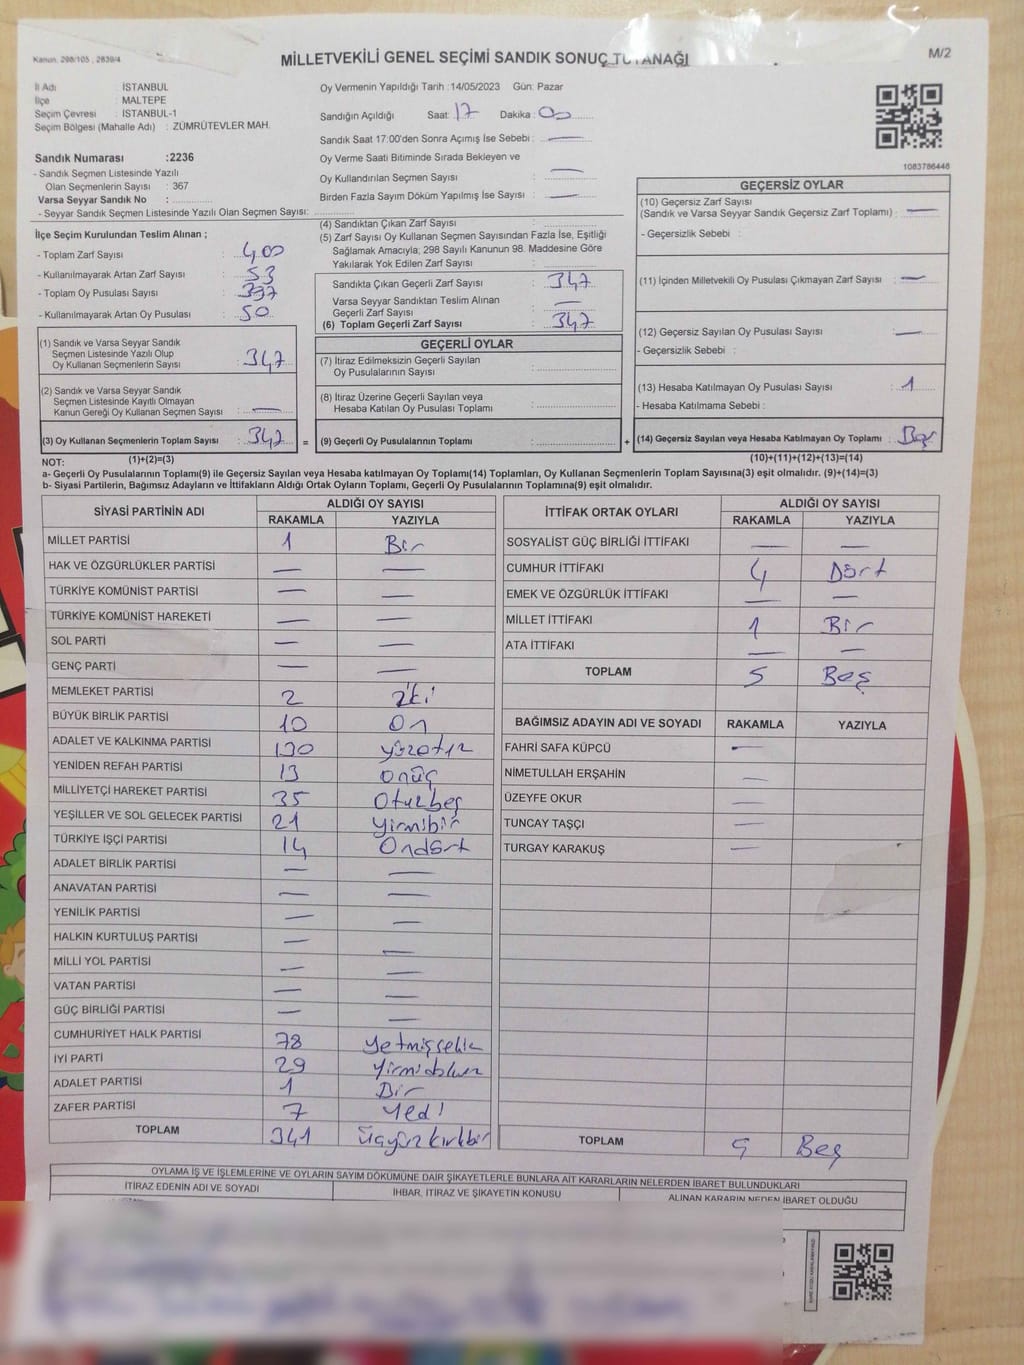 Kanun, 298/105 , 2839/4
MİLLETVEKİLİ GENEL SEÇİMİ SANDIK SONUÇ TUTANAĞI
M/2
İl Adı : İSTANBUL
İlçe : MALTEPE
Seçim Çevresi : İSTANBUL-1
Seçim Bölgesi (Mahalle Adı) : ZÜMRÜTEVLER MAH.
Sandık Numarası :2236
- Sandık Seçmen Listesinde Yazılı
Olan Seçmenlerin Sayısı : 367
Varsa Seyyar Sandık No :
- Seyyar Sandık Seçmen Listesinde Yazılı Olan Seçmen Sayısı:
Oy Vermenin Yapıldığı Tarih :14/05/2023 Gün: Pazar
Sandığın Açıldığı Saat: 17 Dakika : 00
Sandık Saat 17:00'den Sonra Açımış İse Sebebi : —
Oy Verme Saati Bitiminde Sırada Bekleyen ve
Oy Kullandırılan Seçmen Sayısı : —
Birden Fazla Sayım Döküm Yapılmış İse Sayısı : —
1083786448
İlçe Seçim Kurulundan Teslim Alınan ;
- Toplam Zarf Sayısı : 400
- Kullanılmayarak Artan Zarf Sayısı : 53
- Toplam Oy Pusulası Sayısı : 397
- Kullanılmayarak Artan Oy Pusulası : 50
(4) Sandıktan Çıkan Zarf Sayısı :
(5) Zarf Sayısı Oy Kullanan Seçmen Sayısından Fazla İse, Eşitliği
Sağlamak Amacıyla; 298 Sayılı Kanunun 98. Maddesine Göre
Yakılarak Yok Edilen Zarf Sayısı :
Sandıkta Çıkan Geçerli Zarf Sayısı : 347
Varsa Seyyar Sandıktan Teslim Alınan
Geçerli Zarf Sayısı : —
(6) Toplam Geçerli Zarf Sayısı : 347
GEÇERSİZ OYLAR
(10) Geçersiz Zarf Sayısı
(Sandık ve Varsa Seyyar Sandık Geçersiz Zarf Toplamı) : —
- Geçersizlik Sebebi :
(11) İçinden Milletvekili Oy Pusulası Çıkmayan Zarf Sayısı : —
(12) Geçersiz Sayılan Oy Pusulası Sayısı : —
- Geçersizlik Sebebi :
(13) Hesaba Katılmayan Oy Pusulası Sayısı : 1
- Hesaba Katılmama Sebebi :
(1) Sandık ve Varsa Seyyar Sandık
Seçmen Listesinde Yazılı Olup
Oy Kullanan Seçmenlerin Sayısı : 347
(2) Sandık ve Varsa Seyyar Sandık
Seçmen Listesinde Kayıtlı Olmayan
Kanun Gereği Oy Kullanan Seçmen Sayısı : —
GEÇERLİ OYLAR
(7) İtiraz Edilmeksizin Geçerli Sayılan
Oy Pusulalarının Sayısı :
(8) İtiraz Üzerine Geçerli Sayılan veya
Hesaba Katılan Oy Pusulası Toplamı :
(3) Oy Kullanan Seçmenlerin Toplam Sayısı : 347 = (9) Geçerli Oy Pusulalarının Toplamı : + (14) Geçersiz Sayılan veya Hesaba Katılmayan Oy Toplamı : Beş
(1)+(2)=(3)
(10)+(11)+(12)+(13)=(14)
NOT:
a- Geçerli Oy Pusulalarının Toplamı(9) ile Geçersiz Sayılan veya Hesaba katılmayan Oy Toplamı(14) Toplamları, Oy Kullanan Seçmenlerin Toplam Sayısına(3) eşit olmalıdır. (9)+(14)=(3)
b- Siyasi Partilerin, Bağımsız Adayların ve İttifakların Aldığı Ortak Oyların Toplamı, Geçerli Oy Pusulalarının Toplamına(9) eşit olmalıdır.
SİYASİ PARTİNİN ADI ALDIĞI OY SAYISI
RAKAMLA YAZIYLA
MİLLET PARTİSİ 1 Bir
HAK VE ÖZGÜRLÜKLER PARTİSİ — —
TÜRKİYE KOMÜNİST PARTİSİ — —
TÜRKİYE KOMÜNİST HAREKETİ — —
SOL PARTİ — —
GENÇ PARTİ — —
MEMLEKET PARTİSİ 2 İki
BÜYÜK BİRLİK PARTİSİ 10 On
ADALET VE KALKINMA PARTİSİ 130 yüzotuz
YENİDEN REFAH PARTİSİ 13 onüç
MİLLİYETÇİ HAREKET PARTİSİ 35 Otuzbeş
YEŞİLLER VE SOL GELECEK PARTİSİ 21 yirmibir
TÜRKİYE İŞÇİ PARTİSİ 14 Ondört
ADALET BİRLİK PARTİSİ — —
ANAVATAN PARTİSİ — —
YENİLİK PARTİSİ — —
HALKIN KURTULUŞ PARTİSİ — —
MİLLİ YOL PARTİSİ — —
VATAN PARTİSİ — —
GÜÇ BİRLİĞİ PARTİSİ — —
CUMHURİYET HALK PARTİSİ 78 yetmişsekiz
İYİ PARTİ 29 yirmidokuz
ADALET PARTİSİ 1 Bir
ZAFER PARTİSİ 7 Yedi
TOPLAM 341 üçyüzkırkbir
İTTİFAK ORTAK OYLARI ALDIĞI OY SAYISI
RAKAMLA YAZIYLA
SOSYALİST GÜÇ BİRLİĞİ İTTİFAKI — —
CUMHUR İTTİFAKI 4 Dört
EMEK VE ÖZGÜRLÜK İTTİFAKI — —
MİLLET İTTİFAKI 1 Bir
ATA İTTİFAKI — —
TOPLAM 5 Beş
BAĞIMSIZ ADAYIN ADI VE SOYADI RAKAMLA YAZIYLA
FAHRİ SAFA KÜPCÜ —
NİMETULLAH ERŞAHİN —
ÜZEYFE OKUR —
TUNCAY TAŞÇI —
TURGAY KARAKUŞ —
TOPLAM 5 Beş
OYLAMA İŞ VE İŞLEMLERİNE VE OYLARIN SAYIM DÖKÜMÜNE DAİR ŞİKAYETLERLE BUNLARA AİT KARARLARIN NELERDEN İBARET BULUNDUKLARI
İTİRAZ EDENİN ADI VE SOYADI İHBAR, İTİRAZ VE ŞİKAYETİN KONUSU ALINAN KARARIN NEDEN İBARET OLDUĞU